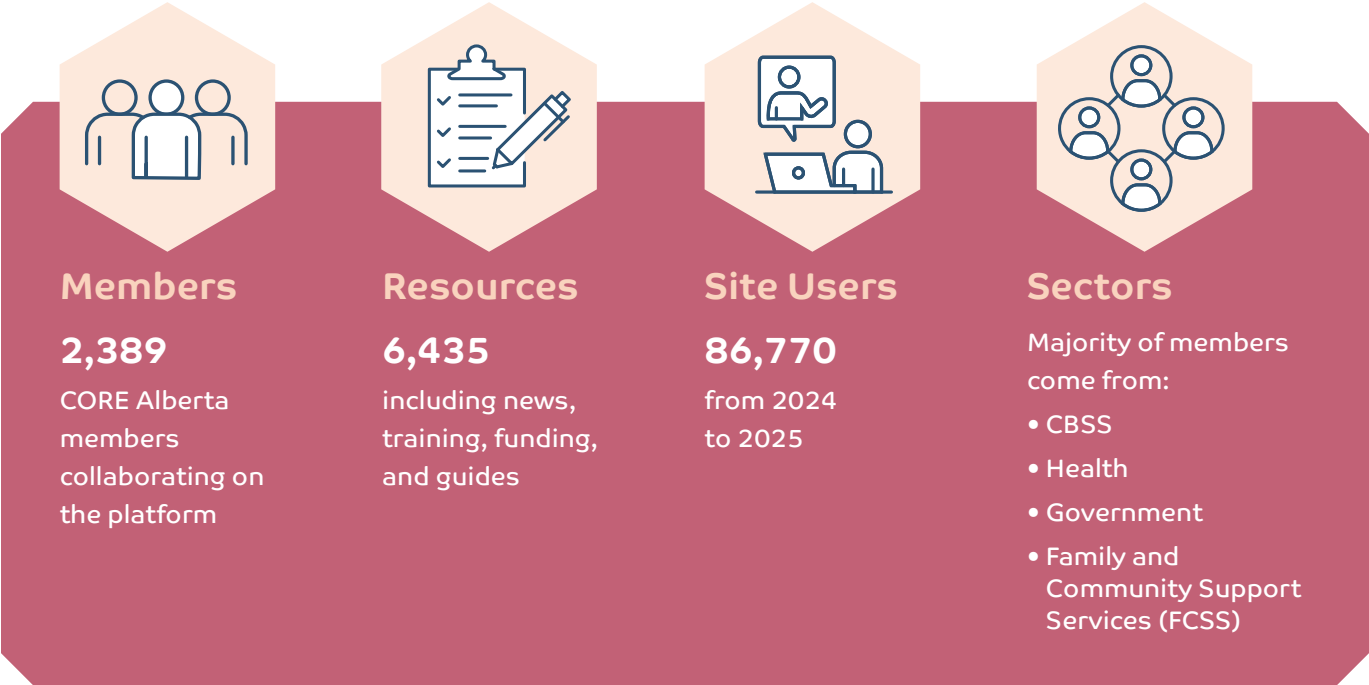 Members
2,389
CORE Alberta
members
collaborating on
the platform
Resources
6,435
including news,
training, funding,
and guides
Site Users
86,770
from 2024
to 2025
Sectors
Majority of members
come from:
• CBSS
• Health
• Government
• Family and
Community Support
Services (FCSS)